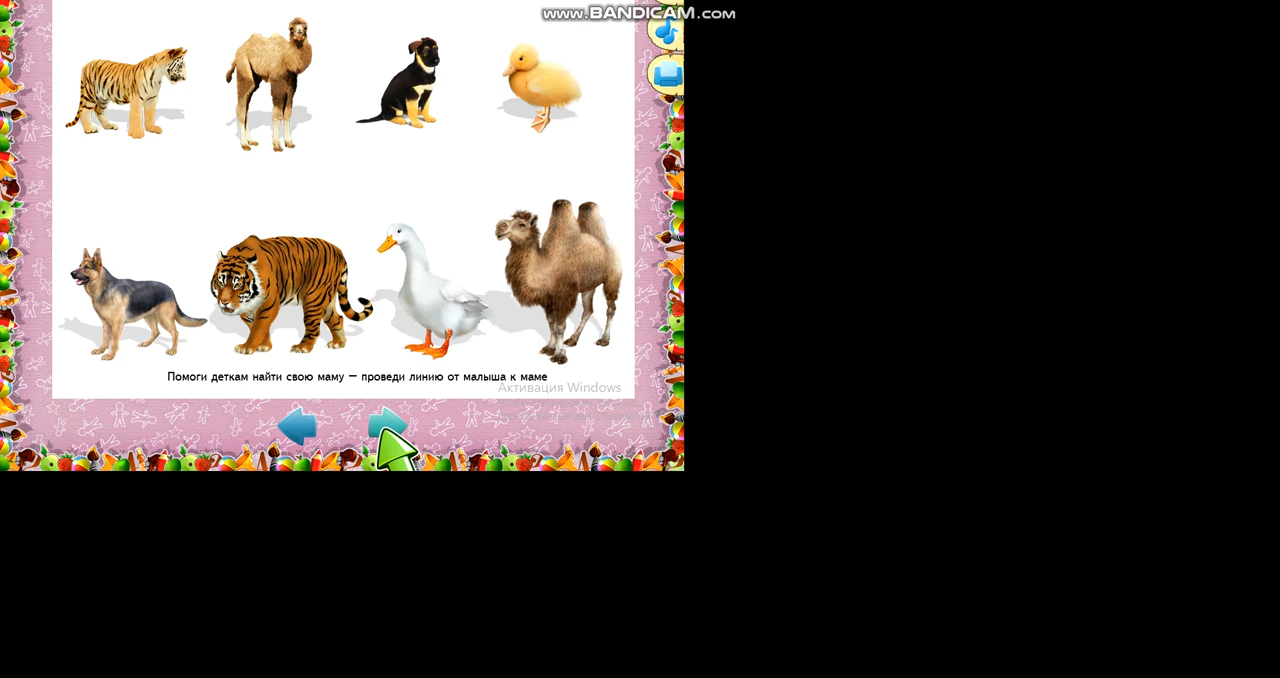 www.BANDICAM.com
Помоги деткам найти свою маму — проведи линию от малыша к маме
Активация Windows